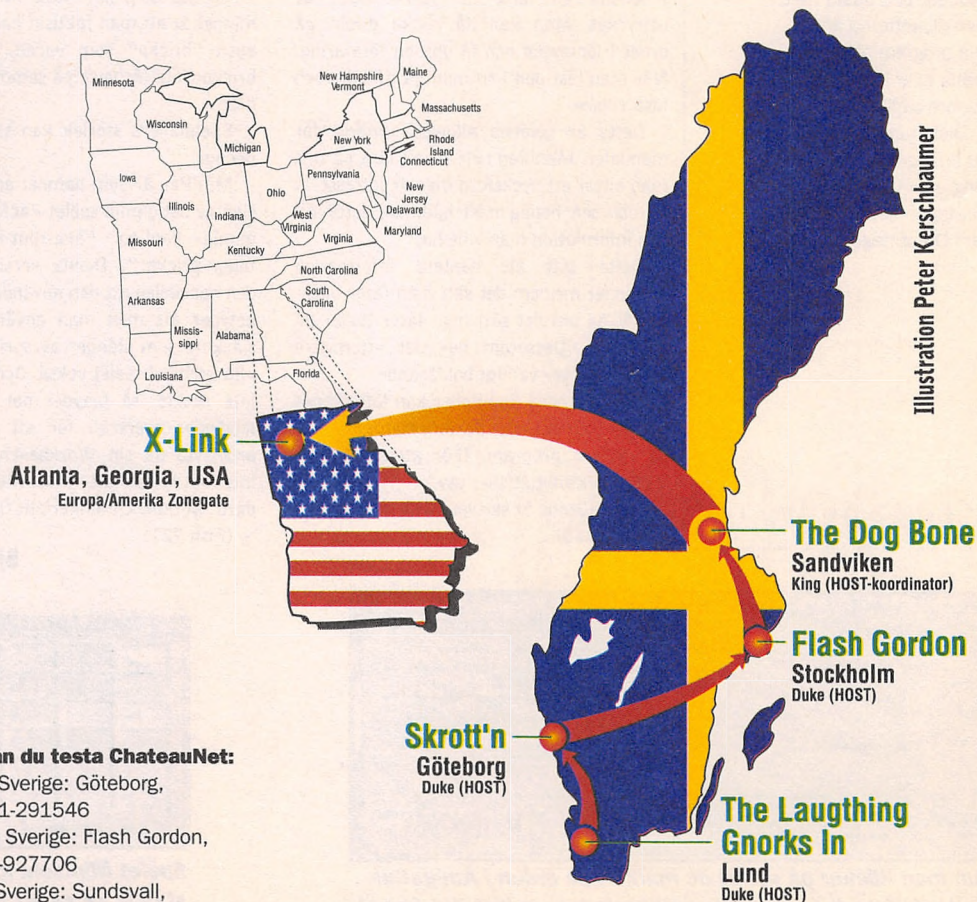 Minnesota
Wisconsin
Michigan
New Hampshire
Vermont
Maine
Massachusetts
New York
Rhode
Island
Connecticut
Iowa
Illinois
Indiana
Ohio
Pennsylvania
New
Jersey
Delaware
Maryland
West
Virginia
Virginia
Missouri
Kentucky
North Carolina
South
Carolina
Arkansas
Missis-
sippi
Alabama
Louisiana
Florida
X-Link
Atlanta, Georgia, USA
Europa/Amerika Zonegate
Illustration Peter Kerschbaumer
The Dog Bone
Sandviken
King (HOST-koordinator)
Flash Gordon
Stockholm
Duke (HOST)
Skrott'n
Göteborg
Duke (HOST)
The Laugthing
Gnorks In
Lund
Duke (HOST)
an du testa ChateauNet:
Sverige: Göteborg,
1-291546
Sverige: Flash Gordon,
-927706
Sverige: Sundsvall,